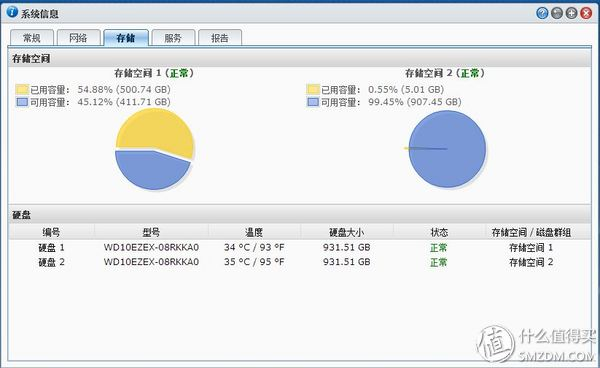 系统信息
常规 网络 存储 服务 报告
存储空间
存储空间 1 (正常) 存储空间 2 (正常)
已用容量: 54.88% (500.74 GB) 已用容量: 0.55% (5.01 GB)
可用容量: 45.12% (411.71 GB) 可用容量: 99.45% (907.45 GB)
硬盘
编号 型号 温度 硬盘大小 状态 存储空间 / 磁盘群组
硬盘 1 WD10EZEX-08RKKA0 34 °C / 93 °F 931.51 GB 正常 存储空间 1
硬盘 2 WD10EZEX-08RKKA0 35 °C / 95 °F 931.51 GB 正常 存储空间 2
值 什么值得买
SMZDM.COM